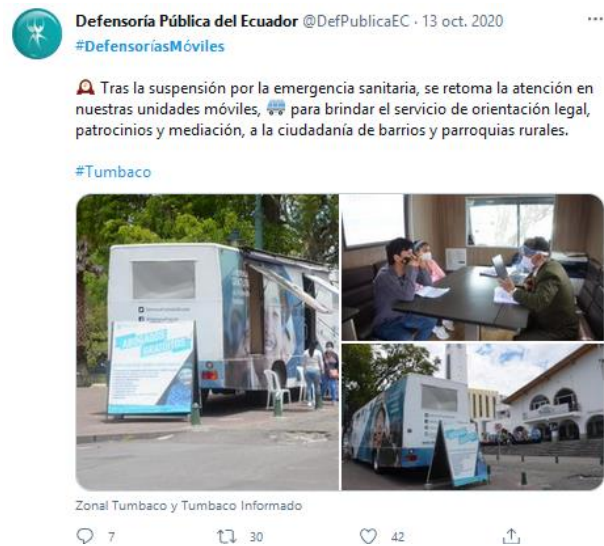 Defensoría Pública del Ecuador @DefPublicaEC · 13 oct. 2020
#DefensoríasMóviles
Tras la suspensión por la emergencia sanitaria, se retoma la atención en
nuestras unidades móviles, para brindar el servicio de orientación legal,
patrocinios y mediación, a la ciudadanía de barrios y parroquias rurales.
#Tumbaco
ABOGADOS
GRATUITOS
Zonal Tumbaco y Tumbaco Informado
7 30 42